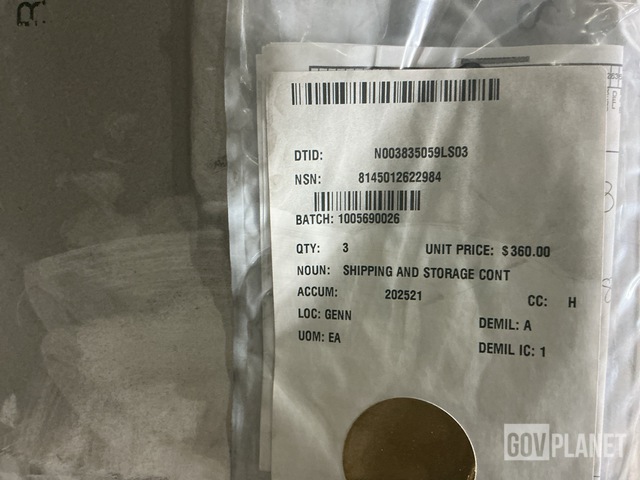 DTID: N003835059LS03
NSN: 8145012622984
BATCH: 1005690026
QTY: 3 UNIT PRICE: $360.00
NOUN: SHIPPING AND STORAGE CONT
ACCUM: 202521 CC: H
LOC: GENN DEMIL: A
UOM: EA DEMIL IC: 1
GOVPLANET